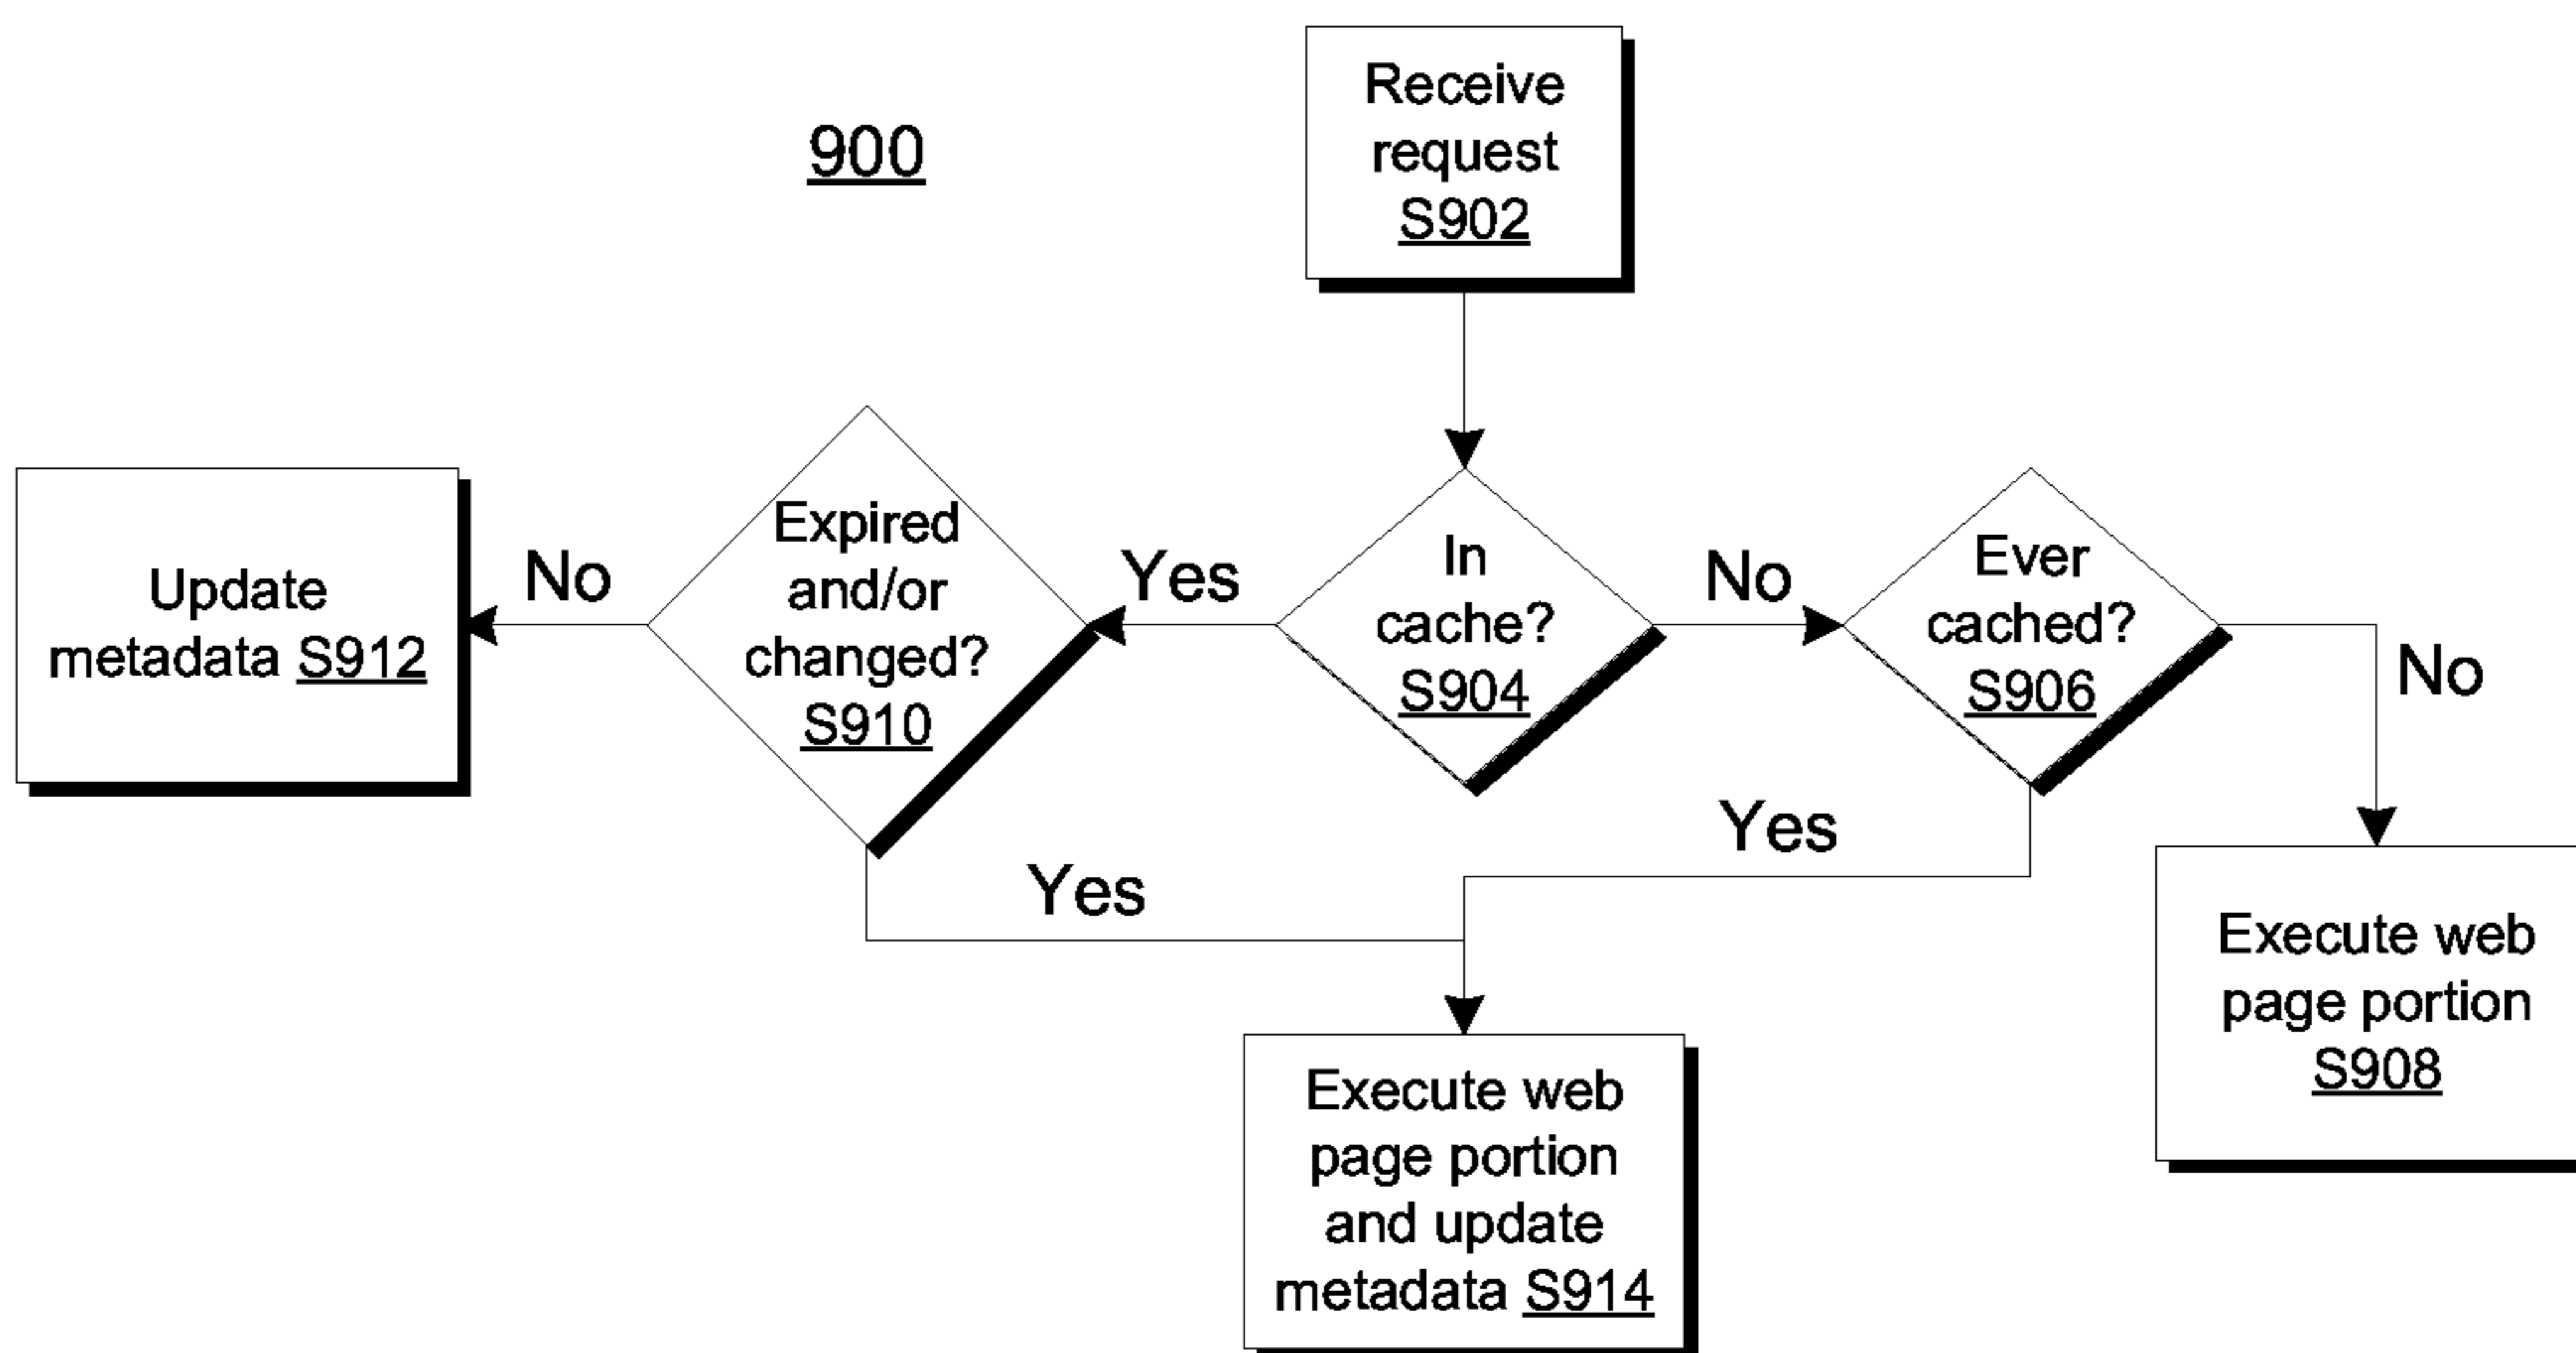 900
Receive
request
S902
Expired
and/or
changed?
S910
In
cache?
S904
Ever
cached?
S906
Update
metadata S912
No
Yes
No
No
Yes
Yes
Execute web
page portion
S908
Execute web
page portion
and update
metadata S914